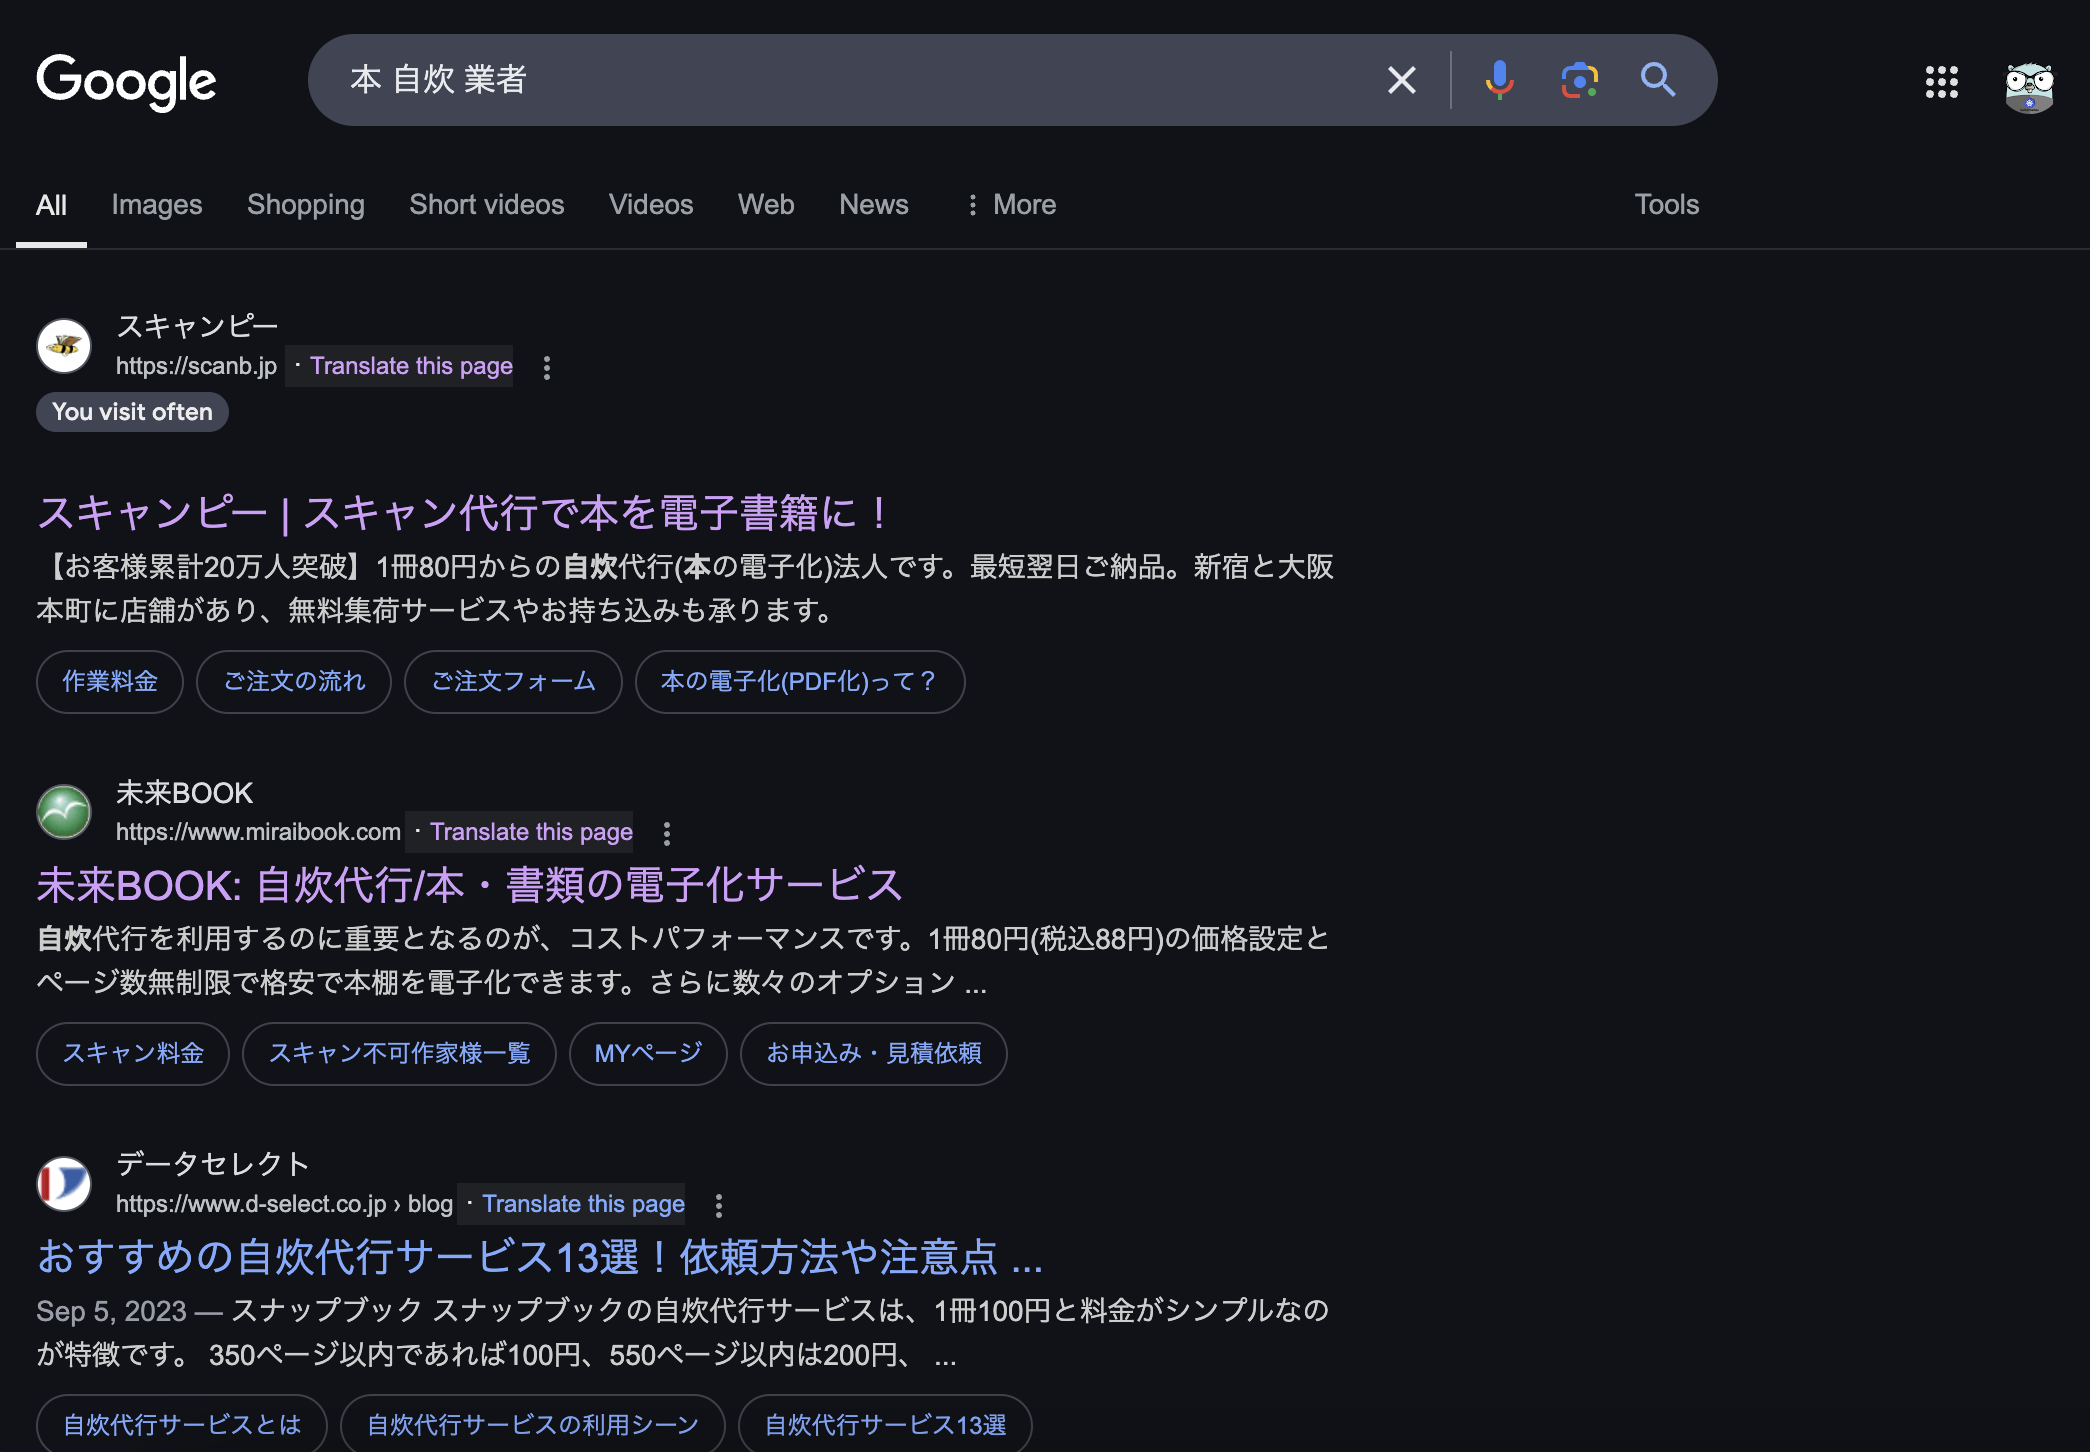 Google
本 自炊 業者
All Images Shopping Short videos Videos Web News More Tools
スキャンピー
https://scanb.jp · Translate this page
You visit often
スキャンピー | スキャン代行で本を電子書籍に！
【お客様累計20万人突破】1冊80円からの自炊代行(本の電子化)法人です。最短翌日ご納品。新宿と大阪
本町に店舗があり、無料集荷サービスやお持ち込みも承ります。
作業料金 ご注文の流れ ご注文フォーム 本の電子化(PDF化)って？
未来BOOK
https://www.miraibook.com · Translate this page
未来BOOK: 自炊代行/本・書類の電子化サービス
自炊代行を利用するのに重要となるのが、コストパフォーマンスです。1冊80円(税込88円)の価格設定と
ページ数無制限で格安で本棚を電子化できます。さらに数々のオプション ...
スキャン料金 スキャン不可作家様一覧 MYページ お申込み・見積依頼
データセレクト
https://www.d-select.co.jp › blog · Translate this page
おすすめの自炊代行サービス13選！依頼方法や注意点 ...
Sep 5, 2023 — スナップブック スナップブックの自炊代行サービスは、1冊100円と料金がシンプルなの
が特徴です。 350ページ以内であれば100円、550ページ以内は200円、 ...
自炊代行サービスとは 自炊代行サービスの利用シーン 自炊代行サービス13選